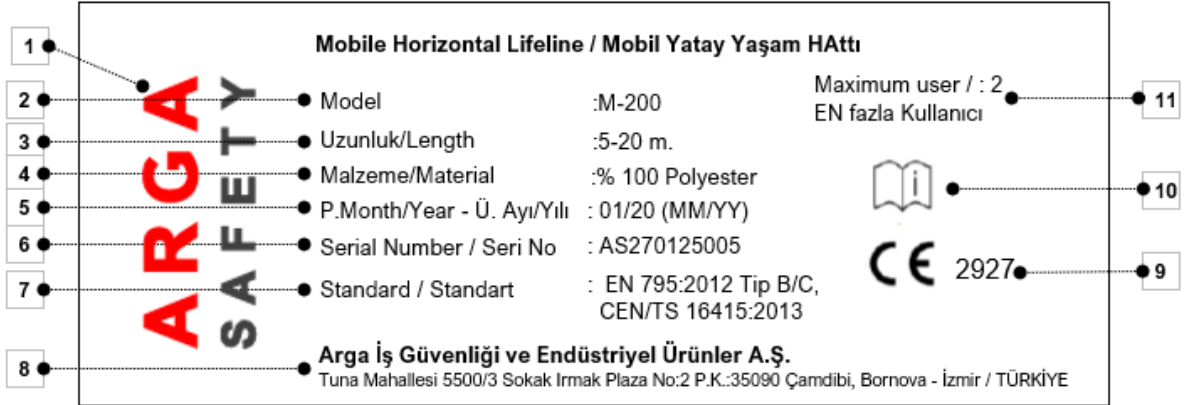 Mobile Horizontal Lifeline / Mobil Yatay Yaşam HAttı
1
ARGA
SAFETY
2 Model :M-200
Maximum user / : 2
EN fazla Kullanıcı
11
3 Uzunluk/Length :5-20 m.
4 Malzeme/Material :% 100 Polyester
10
5 P.Month/Year - Ü. Ayı/Yılı : 01/20 (MM/YY)
6 Serial Number / Seri No : AS270125005
CE 2927 9
7 Standard / Standart : EN 795:2012 Tip B/C,
CEN/TS 16415:2013
8 Arga İş Güvenliği ve Endüstriyel Ürünler A.Ş.
Tuna Mahallesi 5500/3 Sokak Irmak Plaza No:2 P.K.:35090 Çamdibi, Bornova - İzmir / TÜRKİYE